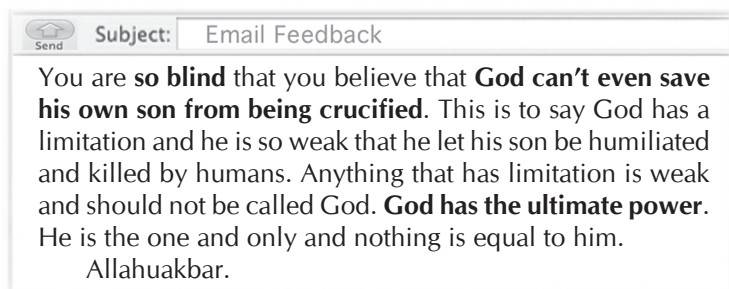 Send Subject: Email Feedback
You are so blind that you believe that God can't even save
his own son from being crucified. This is to say God has a
limitation and he is so weak that he let his son be humiliated
and killed by humans. Anything that has limitation is weak
and should not be called God. God has the ultimate power.
He is the one and only and nothing is equal to him.
Allahuakbar.